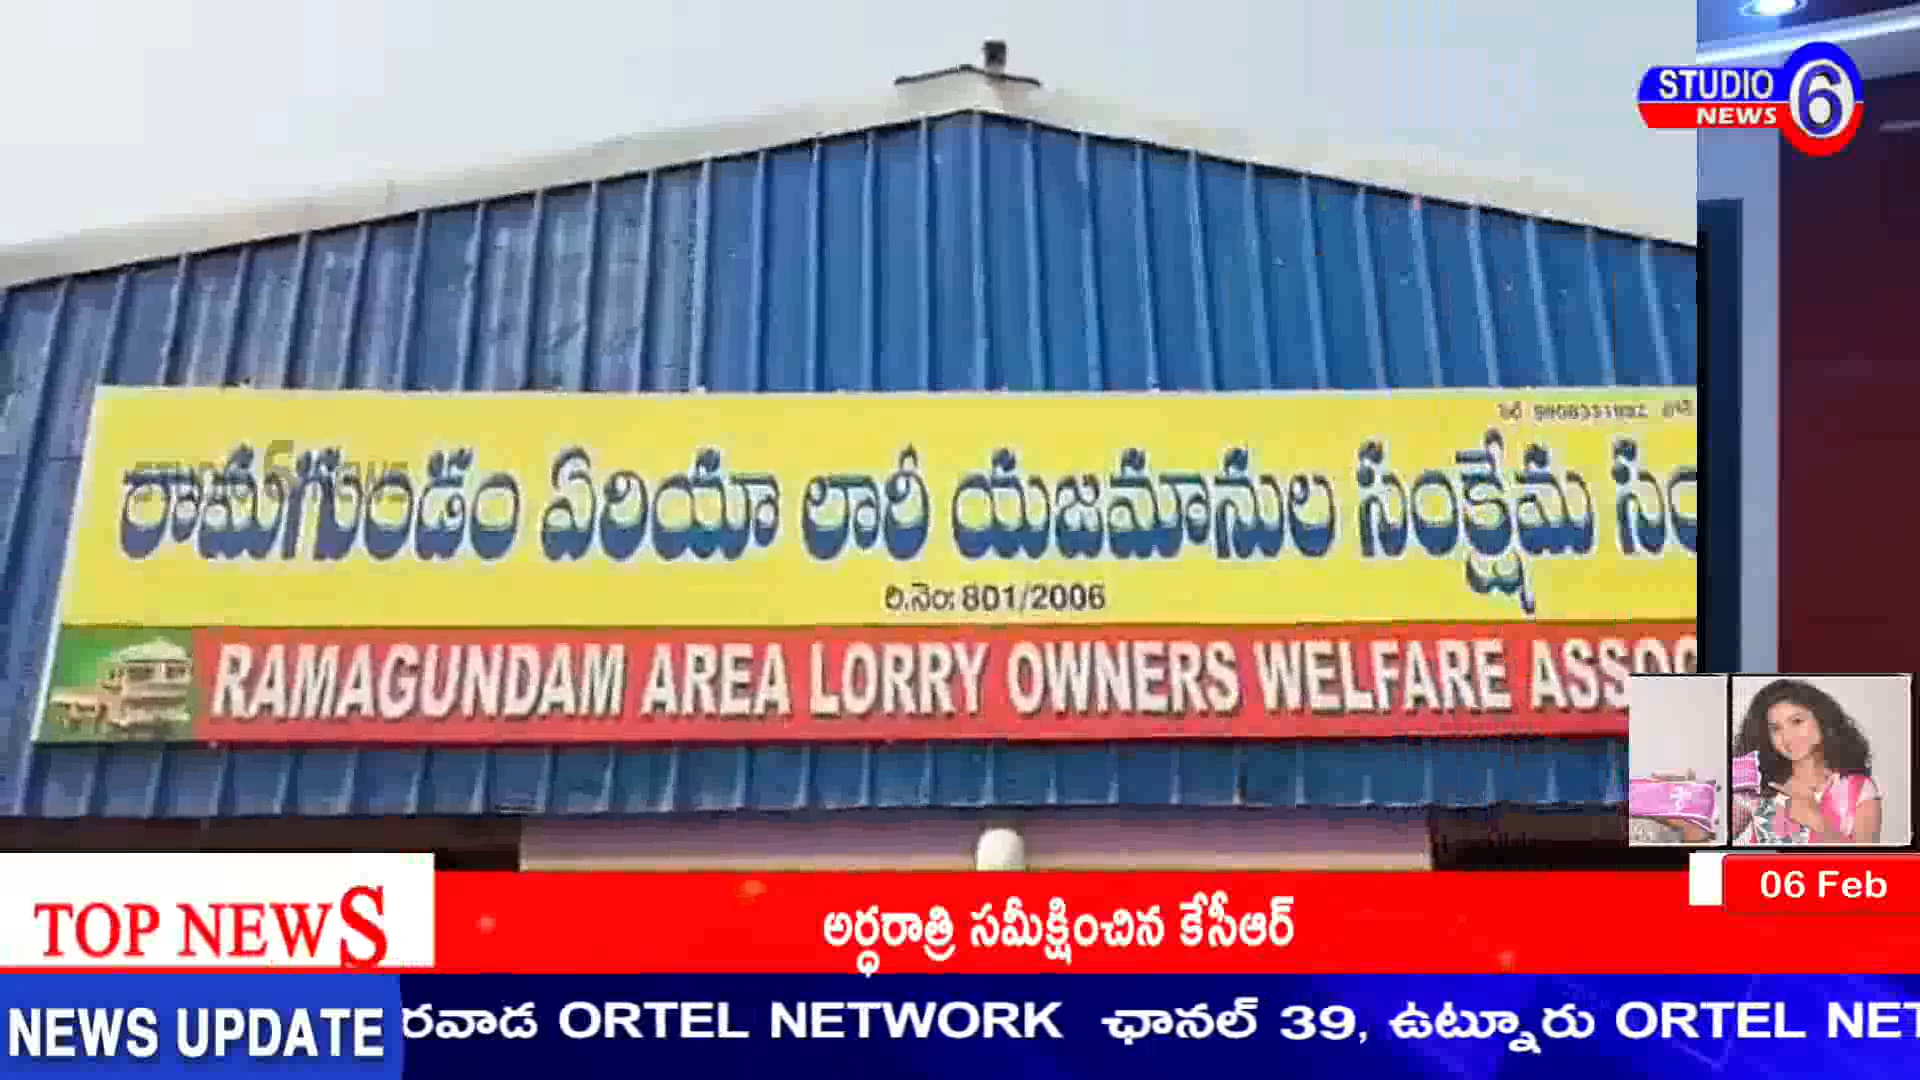 STUDIO
NEWS 6
రామగుండం ఏరియా లారీ యజమానుల సంక్షేమ సం
రి.నెం: 801/2006
RAMAGUNDAM AREA LORRY OWNERS WELFARE ASSOC
06 Feb
TOP NEWS
అర్ధరాత్రి సమీక్షించిన కేసీఆర్
NEWS UPDATE
రవాడ ORTEL NETWORK ఛానల్ 39, ఉట్నూరు ORTEL NET